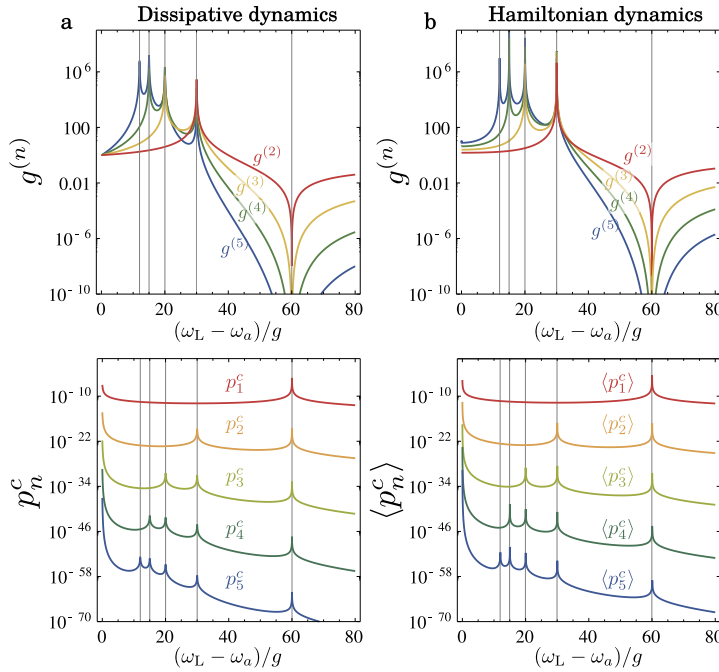 Dissipative dynamics
Hamiltonian dynamics
a
b
g^(n)
10^6
100
0.01
10^-6
10^-10
g^(2)
g^(3)
g^(4)
g^(5)
0 20 40 60 80
(ω_L − ω_a)/g
g^(n)
10^6
100
0.01
10^-6
10^-10
g^(2)
g^(3)
g^(4)
g^(5)
0 20 40 60 80
(ω_L − ω_a)/g
p_n^c
10^-10
10^-22
10^-34
10^-46
10^-58
10^-70
p_1^c
p_2^c
p_3^c
p_4^c
p_5^c
0 20 40 60 80
(ω_L − ω_a)/g
⟨p_n^c⟩
10^-10
10^-22
10^-34
10^-46
10^-58
10^-70
⟨p_1^c⟩
⟨p_2^c⟩
⟨p_3^c⟩
⟨p_4^c⟩
⟨p_5^c⟩
0 20 40 60 80
(ω_L − ω_a)/g